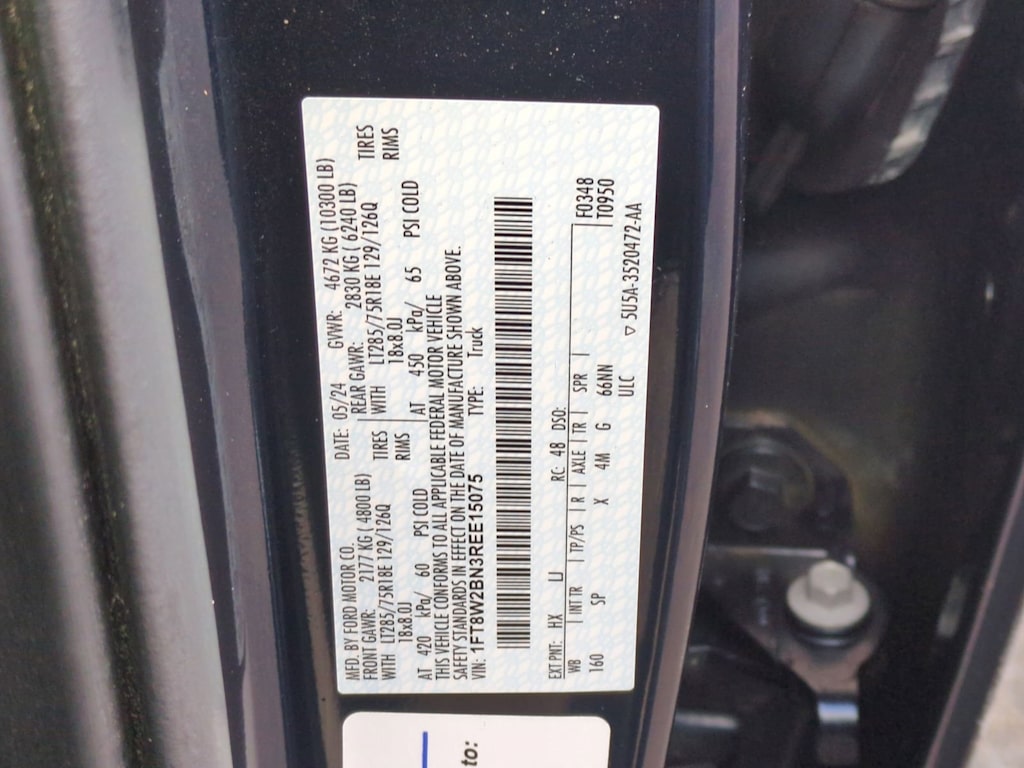 MFD. BY FORD MOTOR CO. DATE: 05/24 GVWR: 4672 KG (10300 LB)
FRONT GAWR: 2177 KG ( 4800 LB) REAR GAWR: 2830 KG ( 6240 LB)
WITH LT285/75R18E 129/126Q TIRES WITH LT285/75R18E 129/126Q TIRES
18x8.0J RIMS 18x8.0J RIMS
AT 420 kPa/ 60 PSI COLD AT 450 kPa/ 65 PSI COLD
THIS VEHICLE CONFORMS TO ALL APPLICABLE FEDERAL MOTOR VEHICLE
SAFETY STANDARDS IN EFFECT ON THE DATE OF MANUFACTURE SHOWN ABOVE.
VIN: 1FT8W2BN3REE15075 TYPE: Truck
EXT PNT: HX LJ RC: 48 DSO: F0348
WB INT TR TP/PS R AXLE TR SPR T0950
160 SP X 4M G 66NN
ULC ▽ 5U5A-3520472-AA
to: